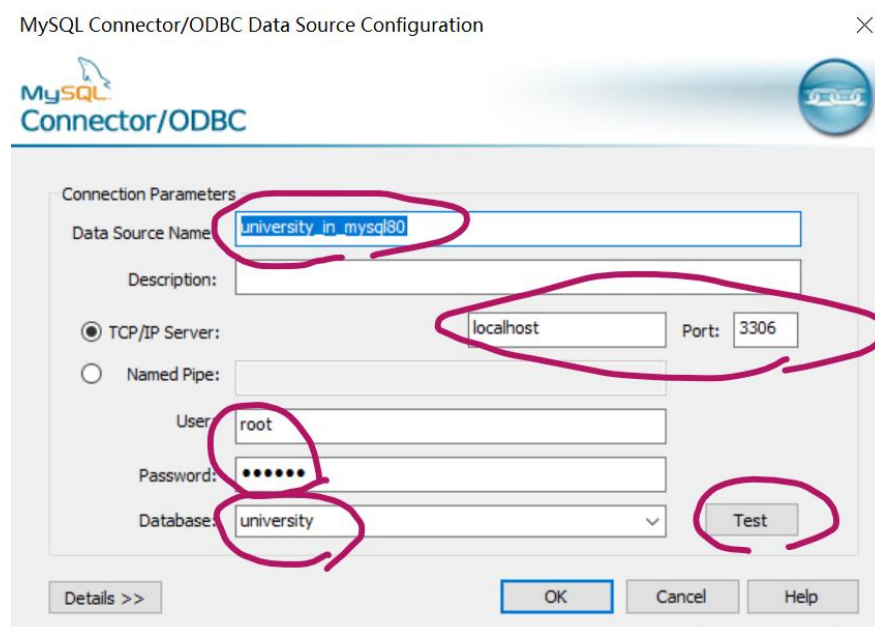 MySQL Connector/ODBC Data Source Configuration
MySQL
Connector/ODBC
Connection Parameters
Data Source Name: university_in_mysql80
Description:
TCP/IP Server: localhost Port: 3306
Named Pipe:
User: root
Password: ●●●●●●
Database: university Test
Details >> OK Cancel Help